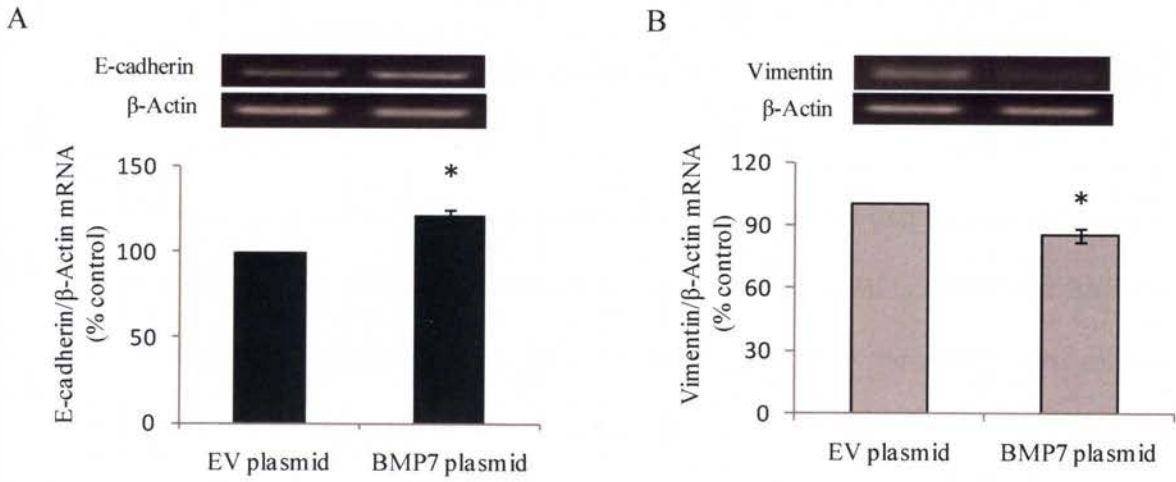 A
E-cadherin
β-Actin
E-cadherin/β-Actin mRNA
(% control)
150
100
50
0
*
EV plasmid
BMP7 plasmid
B
Vimentin
β-Actin
Vimentin/β-Actin mRNA
(% control)
120
90
60
30
0
*
EV plasmid
BMP7 plasmid